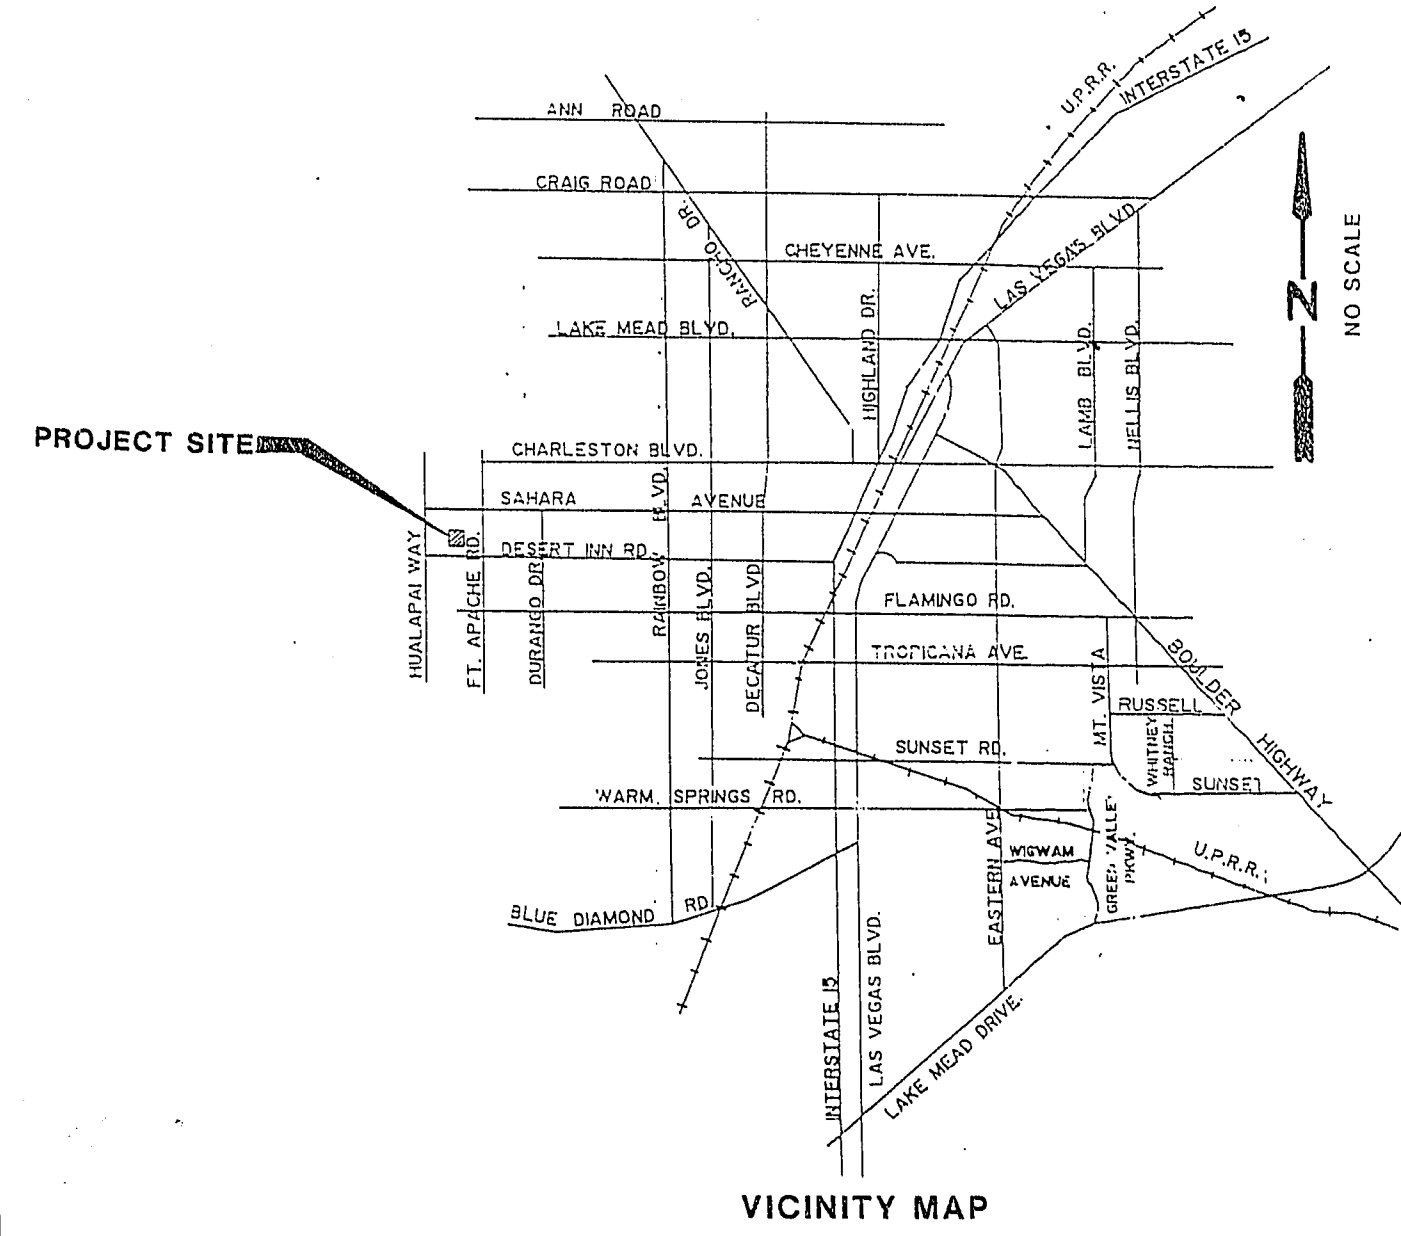 U.P.R.R.
INTERSTATE 15
ANN ROAD
CRAIG ROAD
RANCHO DR.
CHEYENNE AVE.
LAS VEGAS BLVD.
LAKE MEAD BLVD.
HIGHLAND DR.
LAMB BLVD.
NELLIS BLVD.
N
NO SCALE
PROJECT SITE
CHARLESTON BLVD.
SAHARA AVENUE
DESERT INN RD.
HUALAPAI WAY
FT. APACHE RD.
DURANGO DR.
RAINBOW BLVD.
JONES BLVD.
DECATUR BLVD.
FLAMINGO RD.
TROPICANA AVE.
MT. VISTA
BOULDER HIGHWAY
RUSSELL
WHITNEY
RANCH
SUNSET RD.
SUNSET
WARM SPRINGS RD.
EASTERN AVE.
WIGWAM
AVENUE
GREEN VALLEY
PKWY.
U.P.R.R.
BLUE DIAMOND RD.
INTERSTATE 15
LAS VEGAS BLVD.
LAKE MEAD DRIVE.
VICINITY MAP